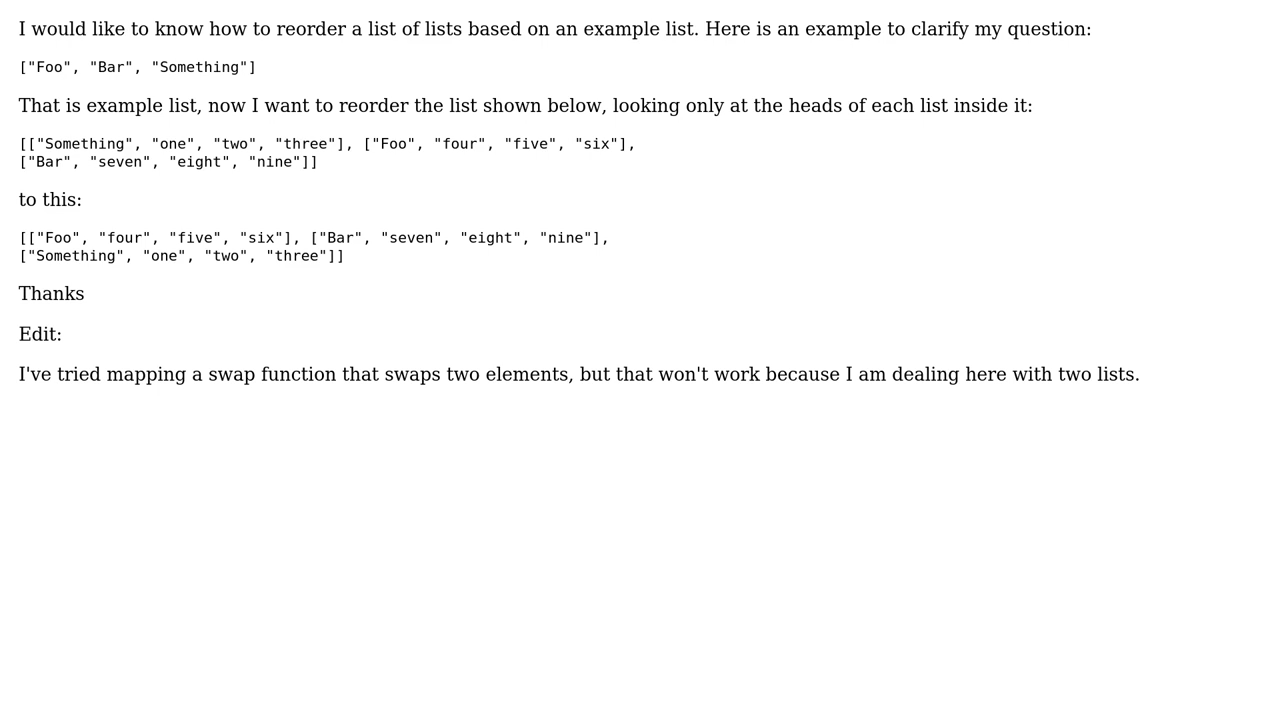 I would like to know how to reorder a list of lists based on an example list. Here is an example to clarify my question:
["Foo", "Bar", "Something"]
That is example list, now I want to reorder the list shown below, looking only at the heads of each list inside it:
[["Something", "one", "two", "three"], ["Foo", "four", "five", "six"],
["Bar", "seven", "eight", "nine"]]
to this:
[["Foo", "four", "five", "six"], ["Bar", "seven", "eight", "nine"],
["Something", "one", "two", "three"]]
Thanks
Edit:
I've tried mapping a swap function that swaps two elements, but that won't work because I am dealing here with two lists.